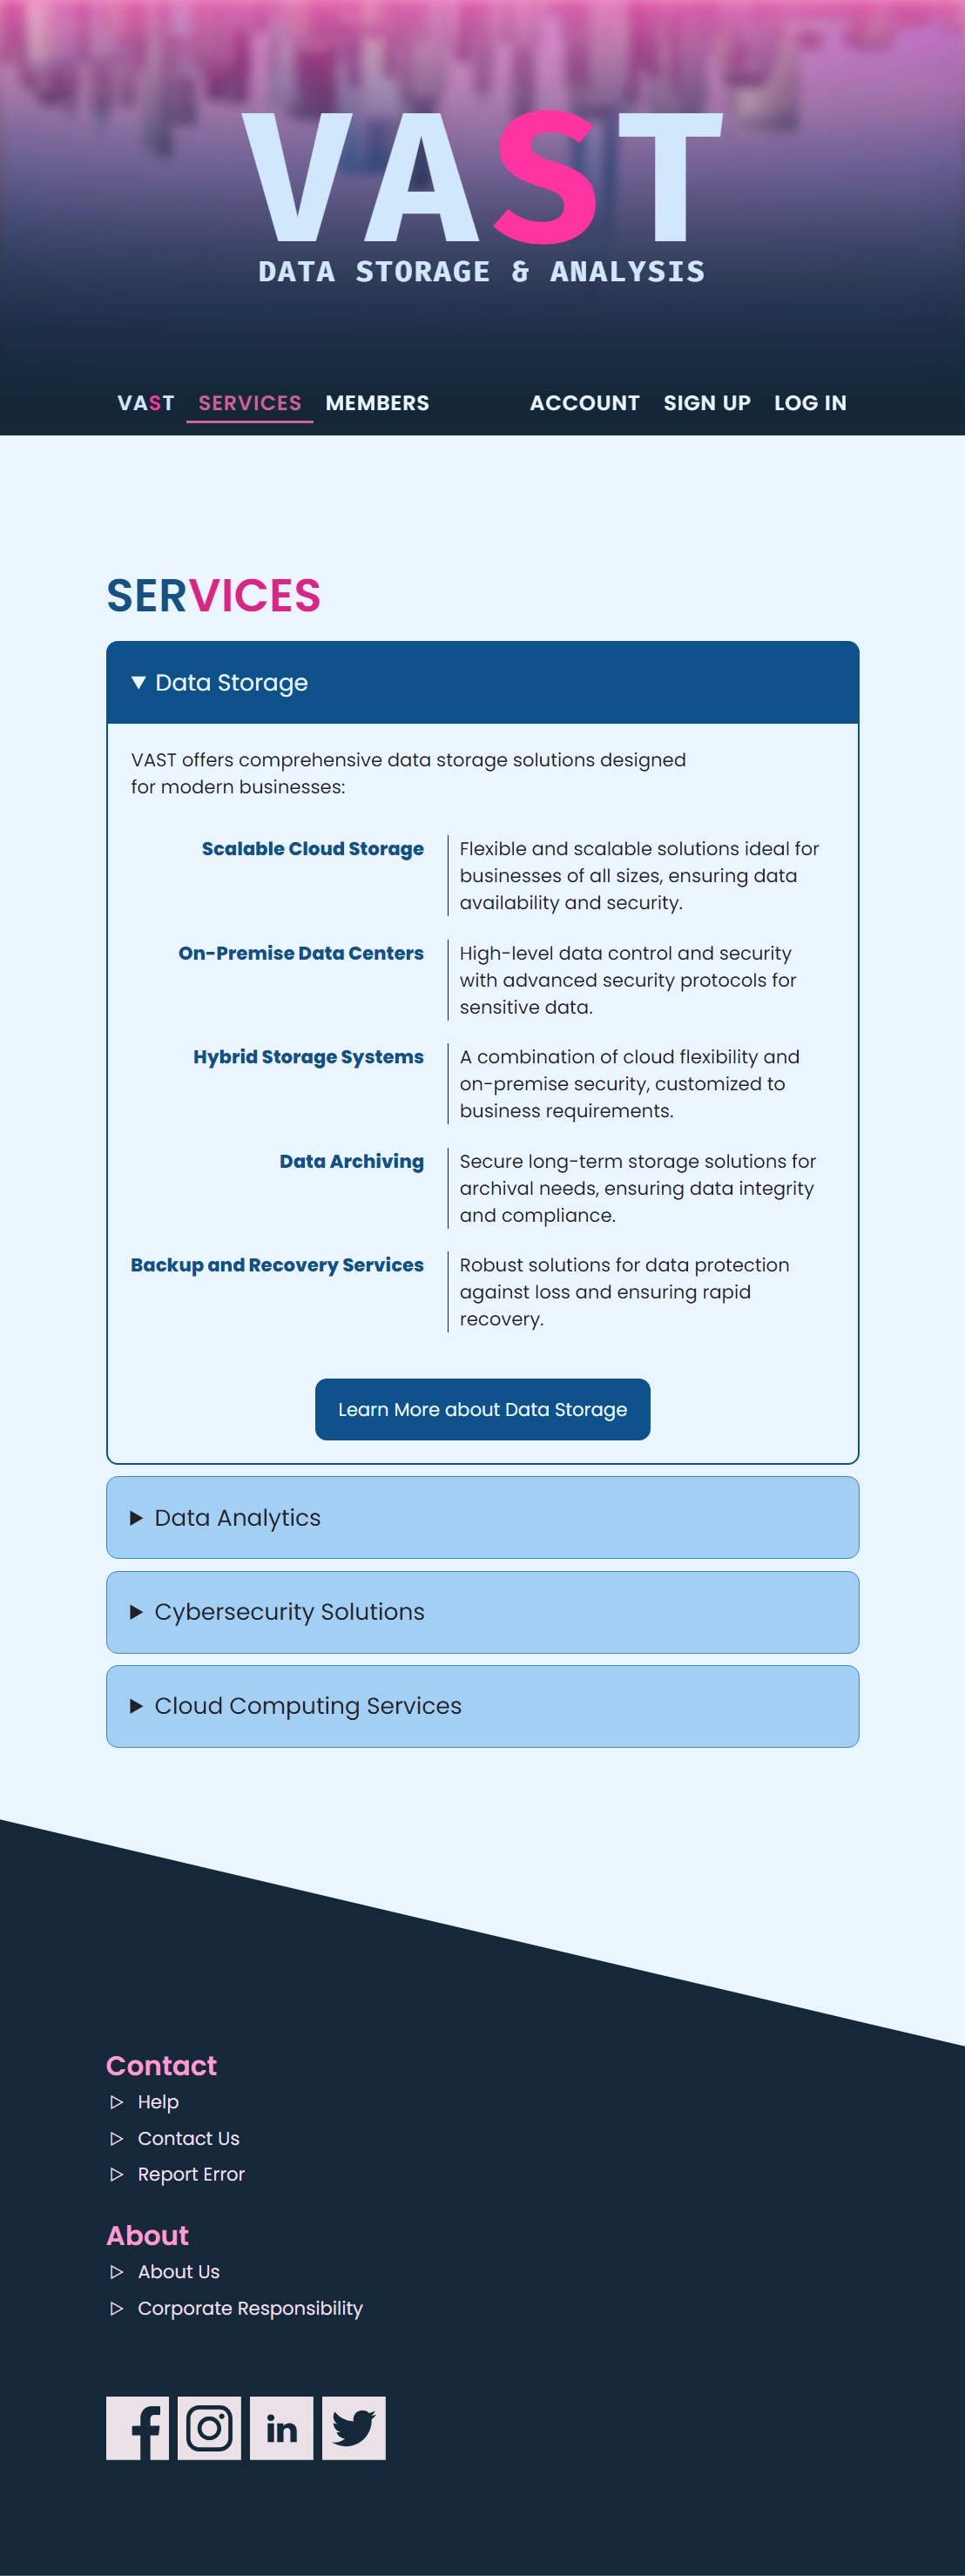 VAST
DATA STORAGE & ANALYSIS
VAST SERVICES MEMBERS ACCOUNT SIGN UP LOG IN
SERVICES
Data Storage
VAST offers comprehensive data storage solutions designed
for modern businesses:
Scalable Cloud Storage
Flexible and scalable solutions ideal for
businesses of all sizes, ensuring data
availability and security.
On-Premise Data Centers
High-level data control and security
with advanced security protocols for
sensitive data.
Hybrid Storage Systems
A combination of cloud flexibility and
on-premise security, customized to
business requirements.
Data Archiving
Secure long-term storage solutions for
archival needs, ensuring data integrity
and compliance.
Backup and Recovery Services
Robust solutions for data protection
against loss and ensuring rapid
recovery.
Learn More about Data Storage
Data Analytics
Cybersecurity Solutions
Cloud Computing Services
Contact
Help
Contact Us
Report Error
About
About Us
Corporate Responsibility